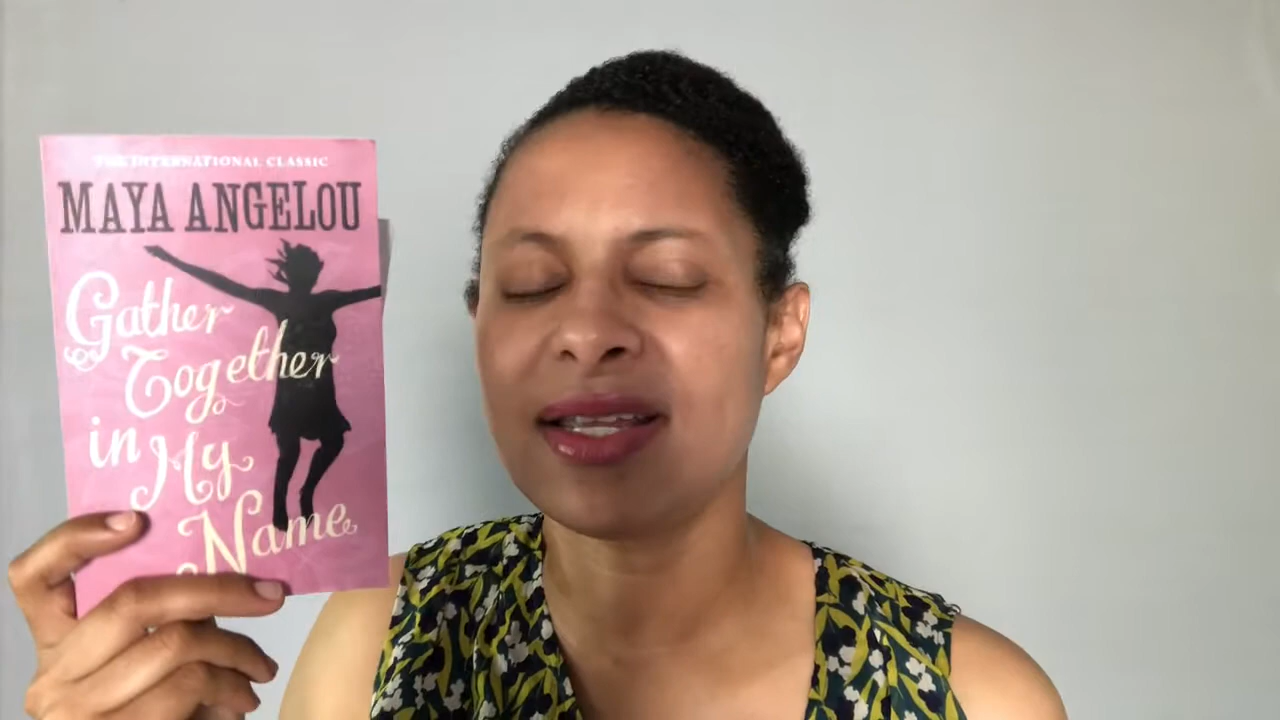 THE INTERNATIONAL CLASSIC
MAYA ANGELOU
Gather
Together
in My
Name